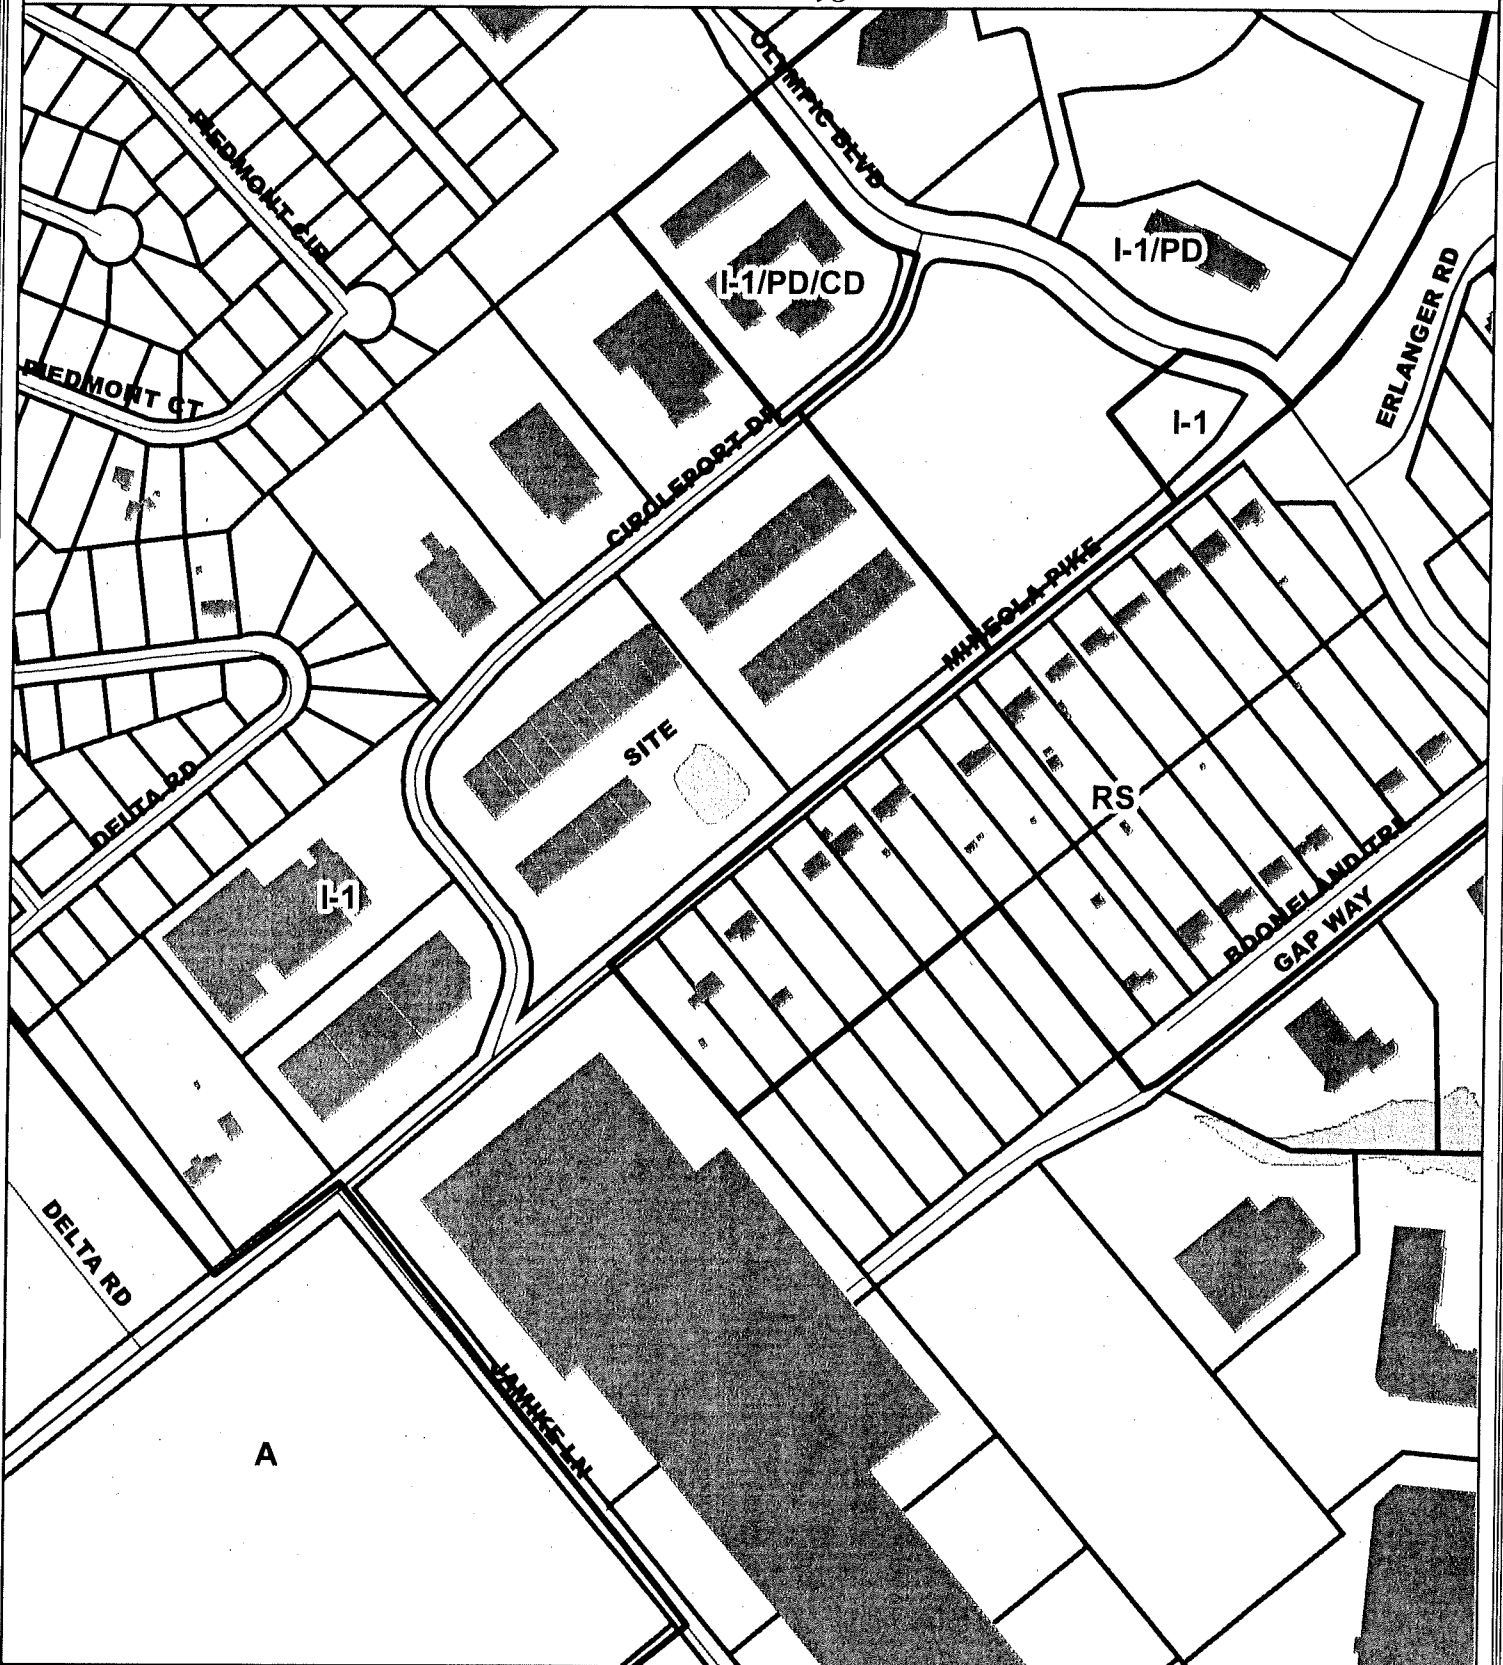 OLYMPIC BLVD
PIEDMONT CIR
I-1/PD
I-1/PD/CD
ERLANGER RD
PIEDMONT CT
I-1
CIRCLEPORT DR
MINEOLA PIKE
SITE
DELTA RD
RS
BOONELAND TRL
I-1
GAP WAY
DELTA RD
JAMIKE LN
A